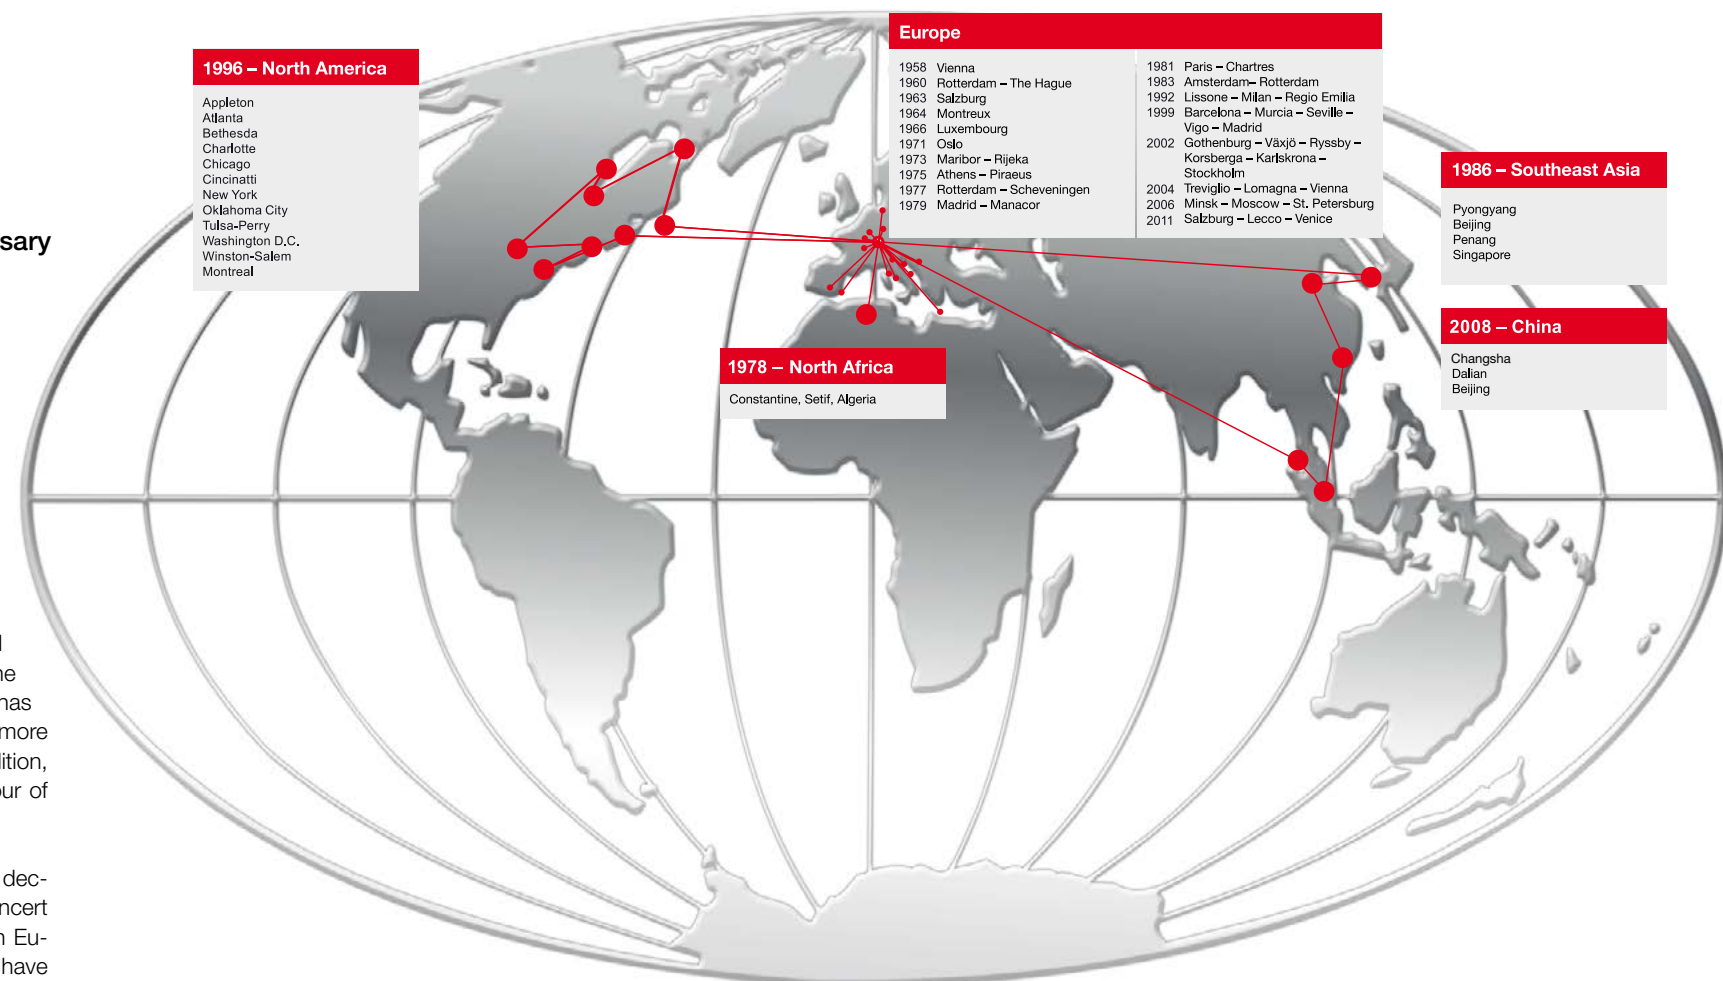 sary
1996 – North America
Appleton
Atlanta
Bethesda
Charlotte
Chicago
Cincinatti
New York
Oklahoma City
Tulsa-Perry
Washington D.C.
Winston-Salem
Montreal
Europe
1958 Vienna
1960 Rotterdam – The Hague
1963 Salzburg
1964 Montreux
1966 Luxembourg
1971 Oslo
1973 Maribor – Rijeka
1975 Athens – Piraeus
1977 Rotterdam – Scheveningen
1979 Madrid – Manacor
1981 Paris – Chartres
1983 Amsterdam– Rotterdam
1992 Lissone – Milan – Regio Emilia
1999 Barcelona – Murcia – Seville –
Vigo – Madrid
2002 Gothenburg – Växjö – Ryssby –
Korsberga – Karlskrona –
Stockholm
2004 Treviglio – Lomagna – Vienna
2006 Minsk – Moscow – St. Petersburg
2011 Salzburg – Lecco – Venice
1986 – Southeast Asia
Pyongyang
Beijing
Penang
Singapore
2008 – China
Changsha
Dalian
Beijing
1978 – North Africa
Constantine, Setif, Algeria
ne
has
more
lition,
our of
dec-
ncert
n Eu-
have